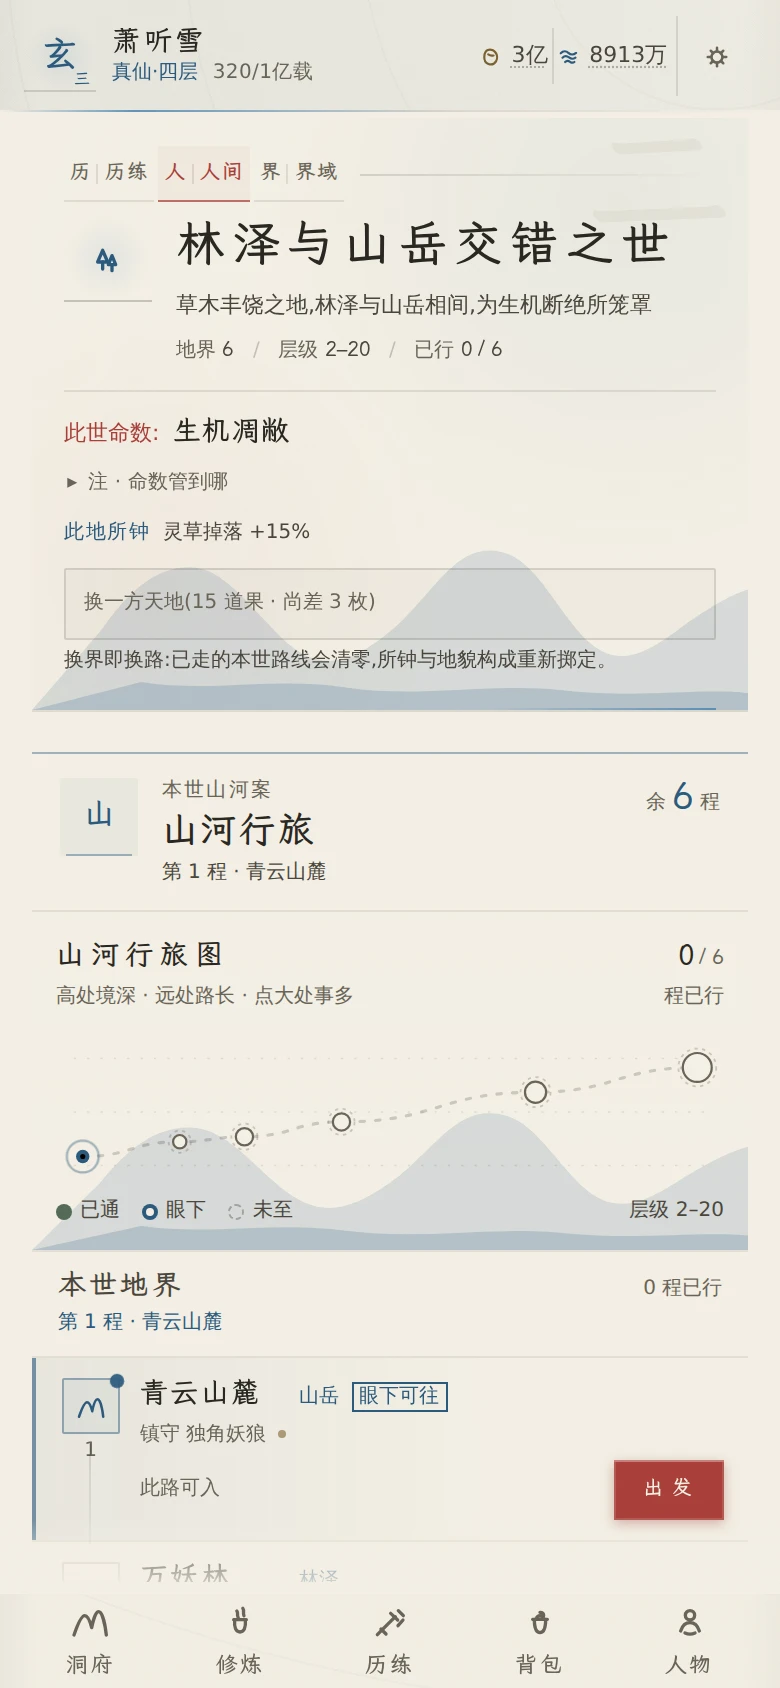 玄三
萧听雪
真仙·四层 320/1亿载
3亿 8913万
历 历练 人 人间 界 界域
林泽与山岳交错之世
草木丰饶之地,林泽与山岳相间,为生机断绝所笼罩
地界 6 / 层级 2–20 / 已行 0 / 6
此世命数: 生机凋敝
▸ 注 · 命数管到哪
此地所钟 灵草掉落 +15%
换一方天地(15 道果 · 尚差 3 枚)
换界即换路:已走的本世路线会清零,所钟与地貌构成重新掷定。
山
本世山河案
山河行旅
余 6 程
第 1 程 · 青云山麓
山河行旅图
0 / 6
高处境深 · 远处路长 · 点大处事多
程已行
已通 眼下 未至
层级 2–20
本世地界
0 程已行
第 1 程 · 青云山麓
青云山麓 山岳 眼下可往
镇守 独角妖狼
1
此路可入
出发
万妖林 林泽
洞府 修炼 历练 背包 人物